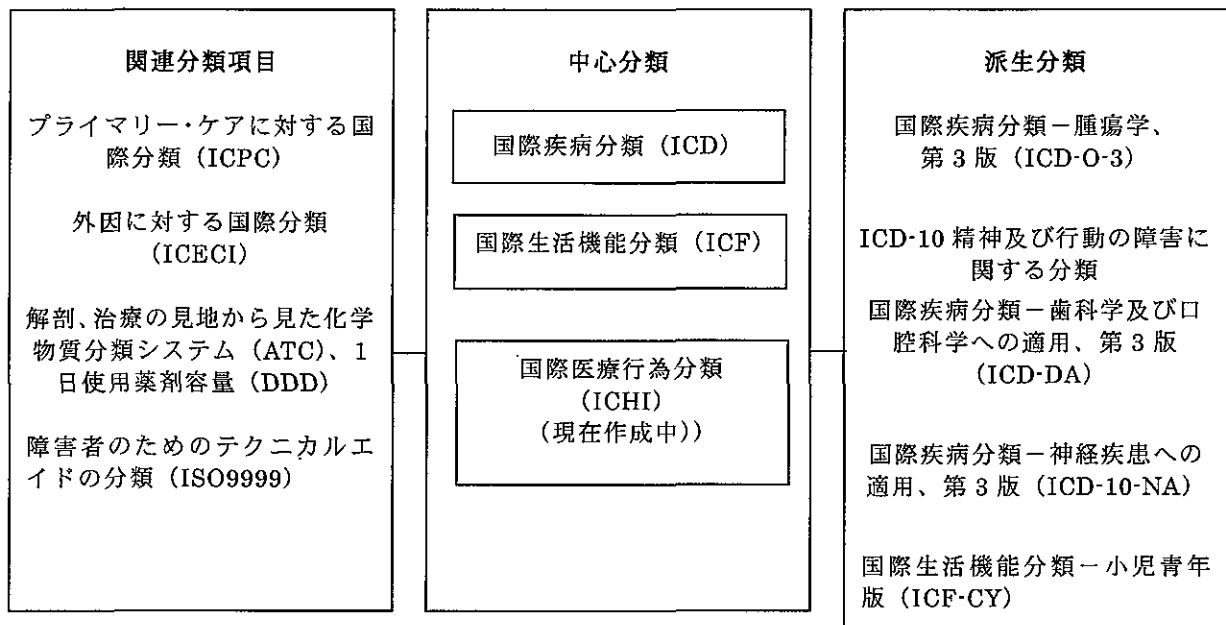 関連分類項目
プライマリー・ケアに対する国
際分類（ICPC）
外因に対する国際分類
（ICECI）
解剖、治療の見地から見た化学
物質分類システム（ATC）、1
日使用薬剤容量（DDD）
障害者のためのテクニカルエ
イドの分類（ISO9999）
中心分類
国際疾病分類（ICD）
国際生活機能分類（ICF）
国際医療行為分類
（ICHI）
（現在作成中））
派生分類
国際疾病分類－腫瘍学、
第3版（ICD-O-3）
ICD-10 精神及び行動の障害に
関する分類
国際疾病分類－歯科学及び口
腔科学への適用、第3版
（ICD-DA）
国際疾病分類－神経疾患への
適用、第3版（ICD-10-NA）
国際生活機能分類－小児青年
版（ICF-CY）